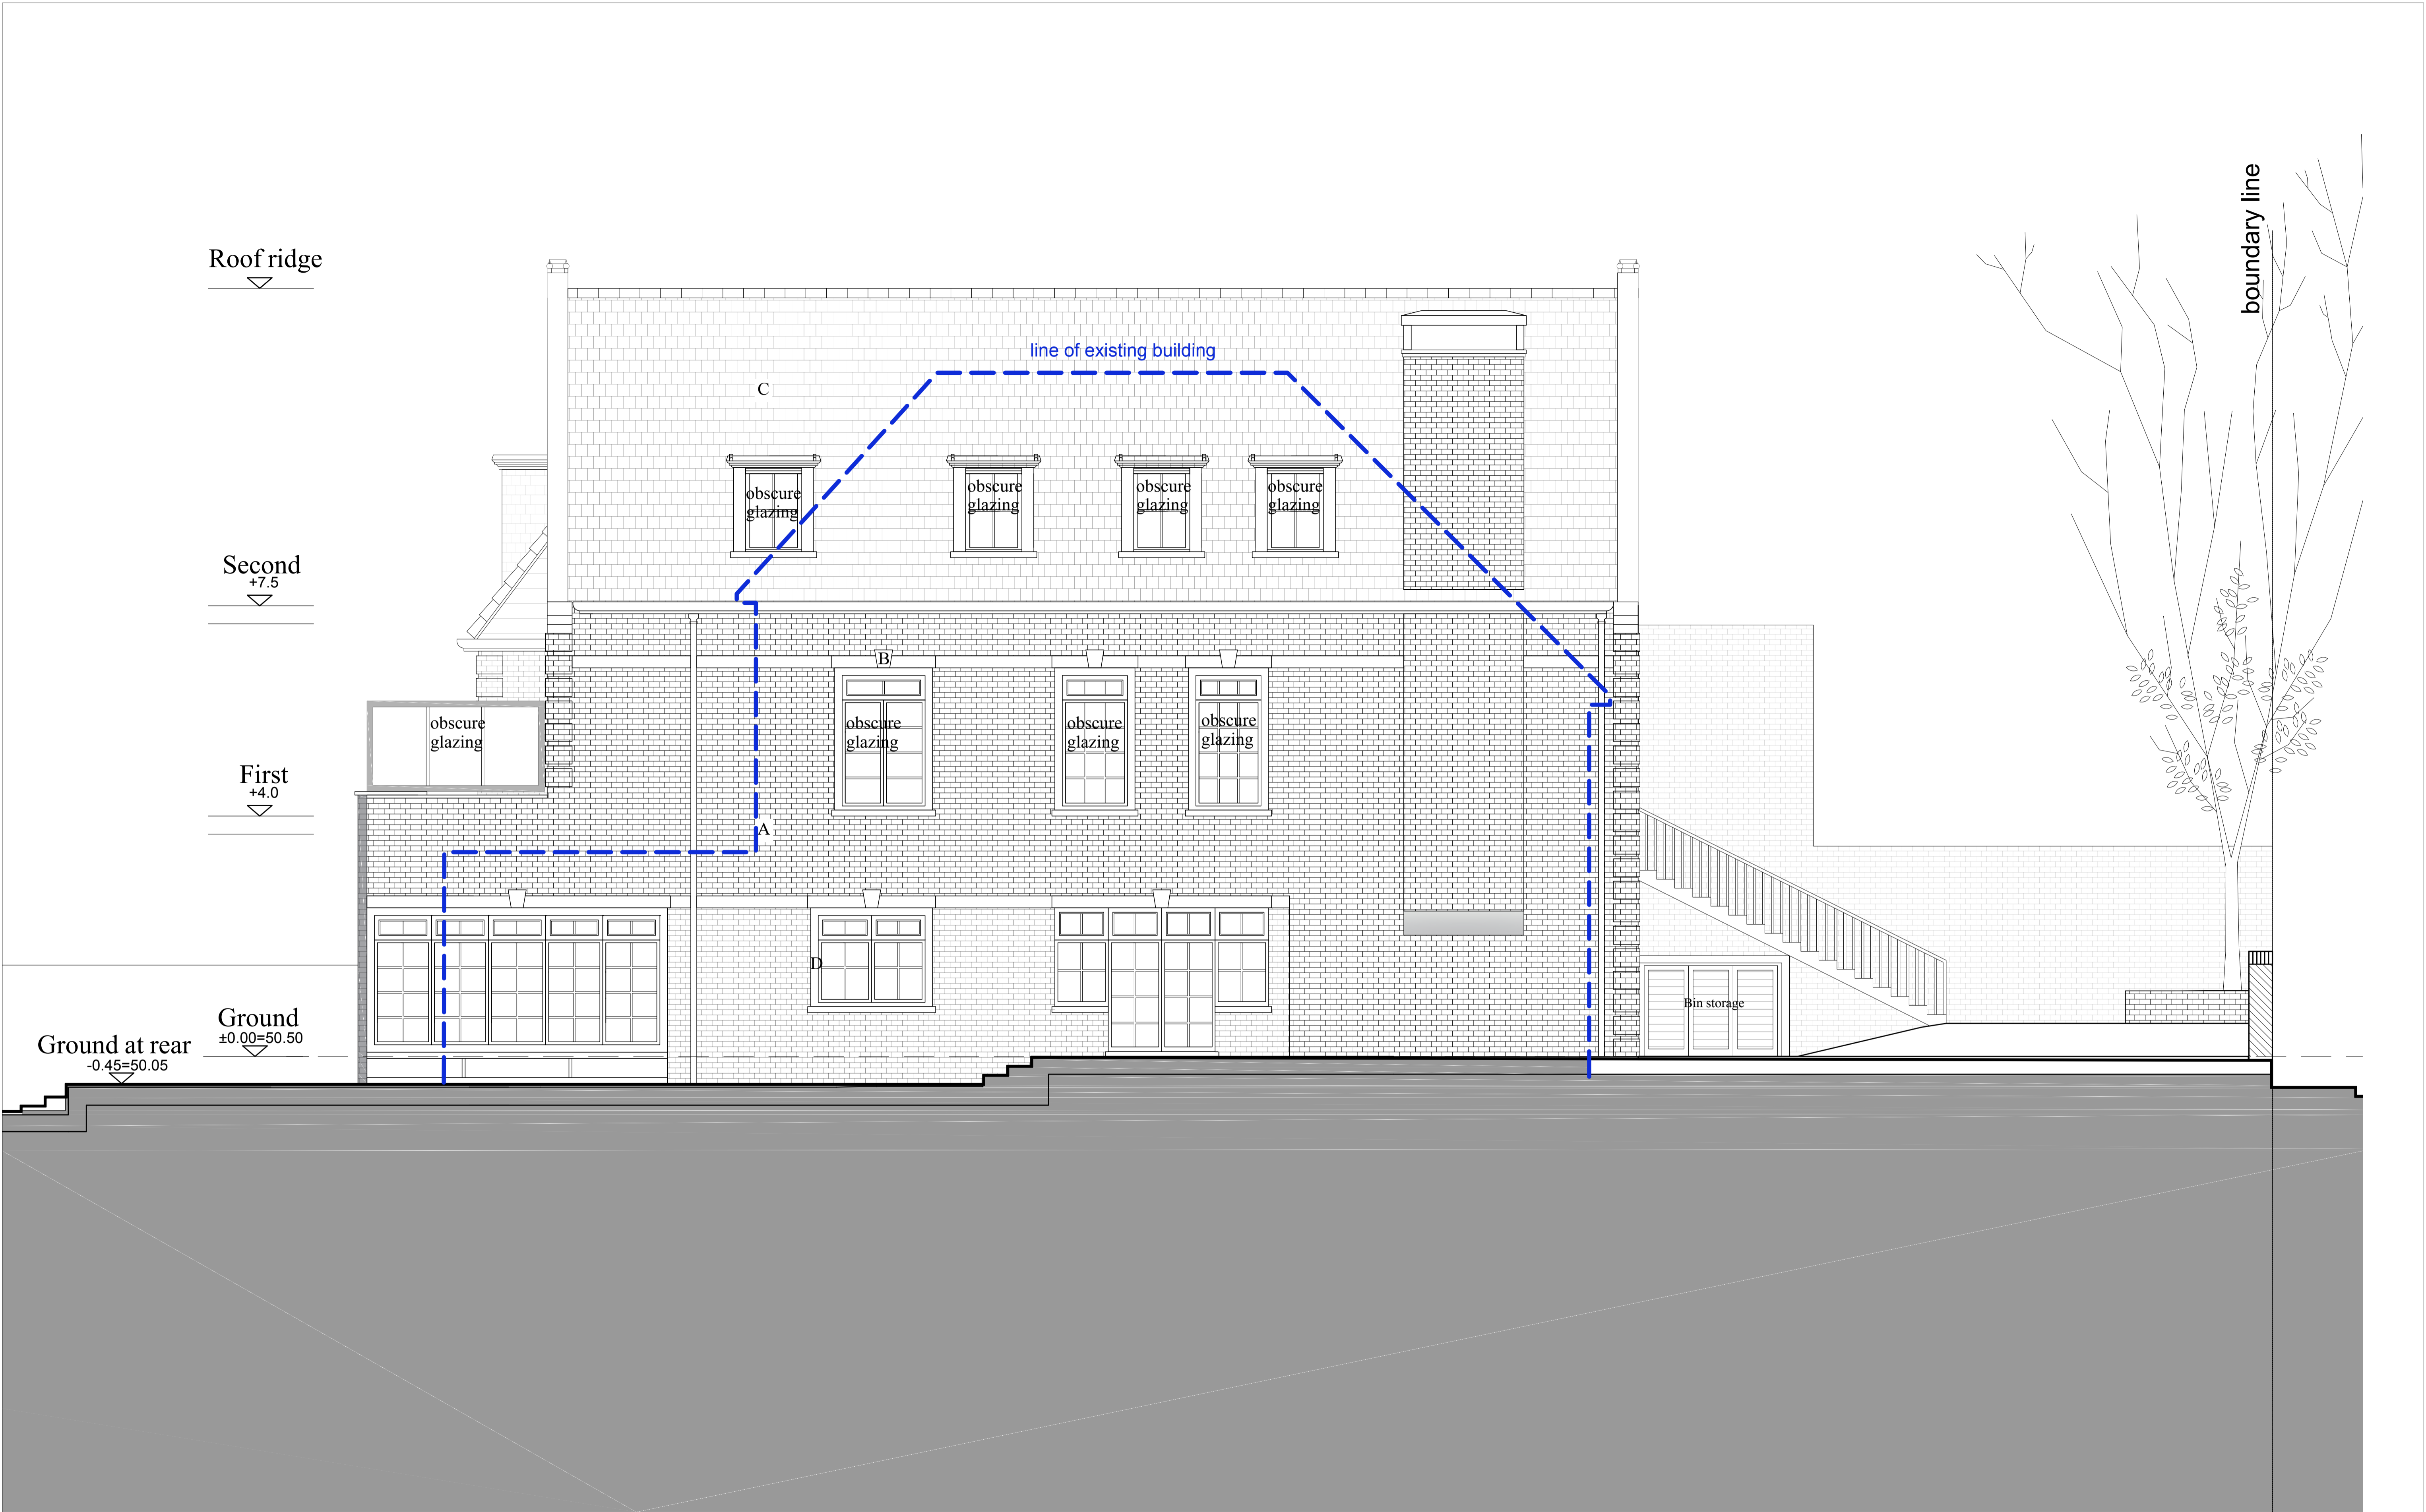 boundary line
Roof ridge
line of existing building
C
obscure
glazing
obscure
glazing
obscure
glazing
obscure
glazing
Second
+7.5
B
obscure
glazing
obscure
glazing
obscure
glazing
obscure
glazing
First
+4.0
A
D
Bin storage
Ground
±0.00=50.50
Ground at rear
-0.45=50.05